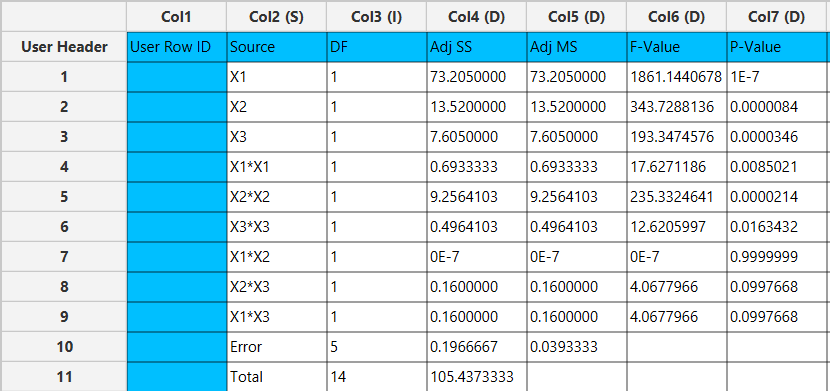 Col1 Col2 (S) Col3 (I) Col4 (D) Col5 (D) Col6 (D) Col7 (D)
User Header User Row ID Source DF Adj SS Adj MS F-Value P-Value
1 X1 1 73.2050000 73.2050000 1861.1440678 1E-7
2 X2 1 13.5200000 13.5200000 343.7288136 0.0000084
3 X3 1 7.6050000 7.6050000 193.3474576 0.0000346
4 X1*X1 1 0.6933333 0.6933333 17.6271186 0.0085021
5 X2*X2 1 9.2564103 9.2564103 235.3324641 0.0000214
6 X3*X3 1 0.4964103 0.4964103 12.6205997 0.0163432
7 X1*X2 1 0E-7 0E-7 0E-7 0.9999999
8 X2*X3 1 0.1600000 0.1600000 4.0677966 0.0997668
9 X1*X3 1 0.1600000 0.1600000 4.0677966 0.0997668
10 Error 5 0.1966667 0.0393333
11 Total 14 105.4373333